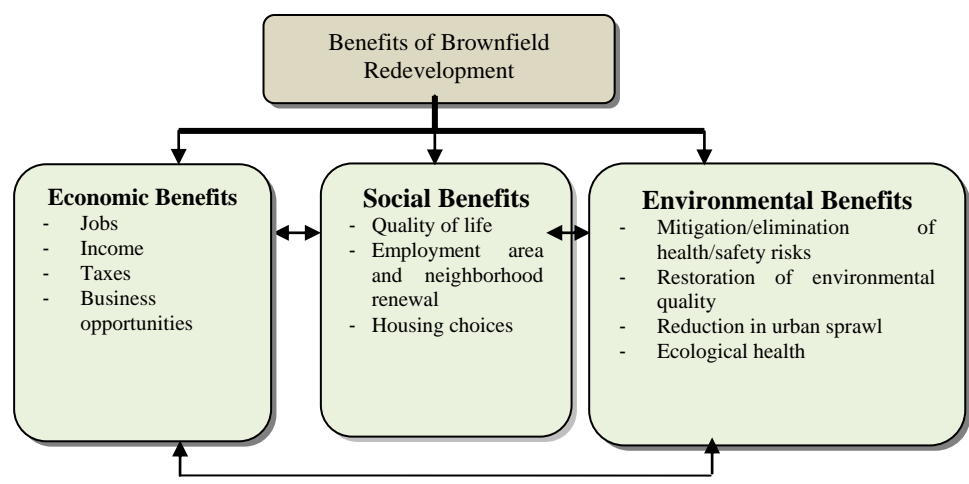 Benefits of Brownfield
Redevelopment
Economic Benefits
- Jobs
- Income
- Taxes
- Business
opportunities
Social Benefits
- Quality of life
- Employment area
and neighborhood
renewal
- Housing choices
Environmental Benefits
- Mitigation/elimination of
health/safety risks
- Restoration of environmental
quality
- Reduction in urban sprawl
- Ecological health